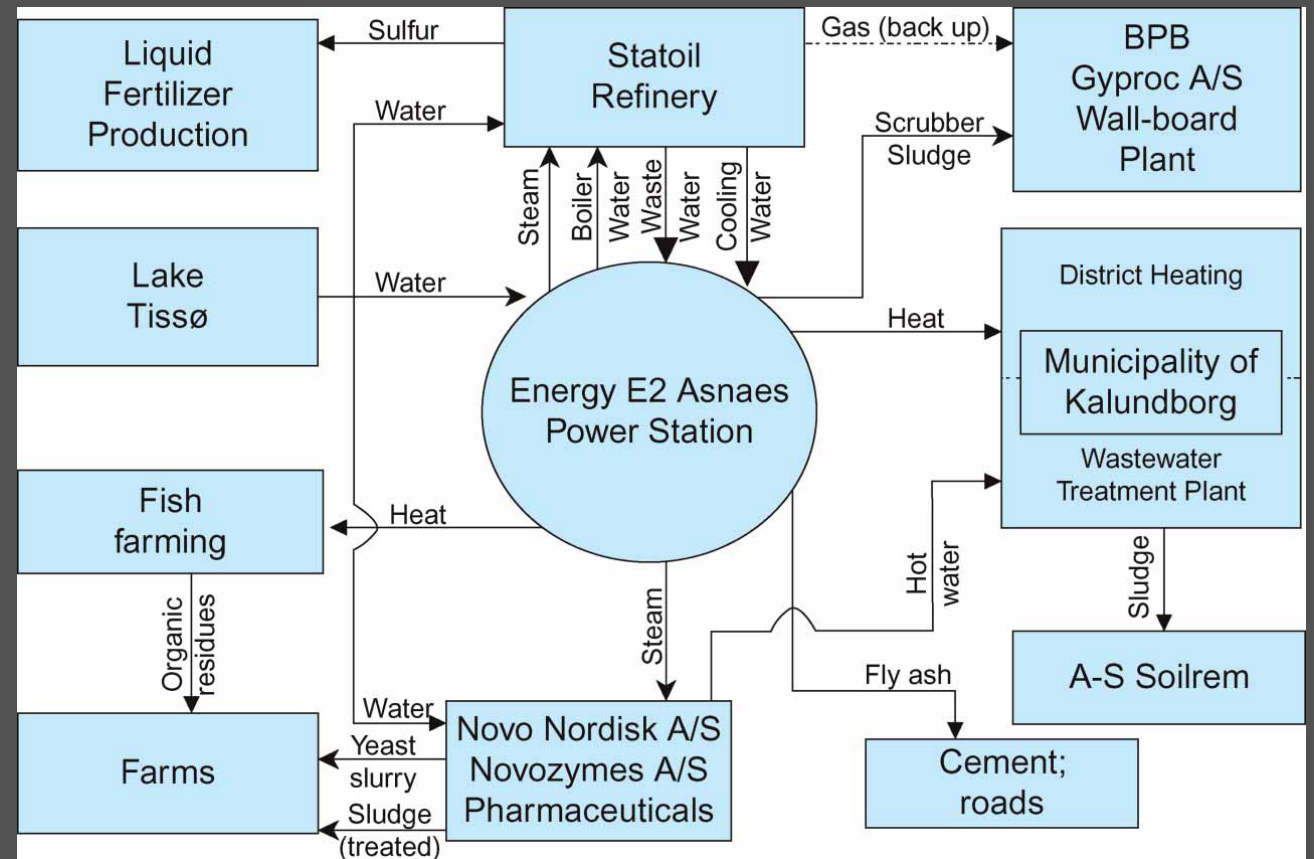 Liquid
Fertilizer
Production
Sulfur
Statoil
Refinery
Gas (back up)
BPB
Gyproc A/S
Wall-board
Plant
Water
Scrubber
Sludge
Steam
Boiler
Water
Waste
Water
Cooling
Water
Lake
Tissø
Water
Heat
District Heating
Municipality of
Kalundborg
Wastewater
Treatment Plant
Energy E2 Asnaes
Power Station
Fish
farming
Heat
Organic
residues
Steam
Hot
water
Sludge
A-S Soilrem
Fly ash
Cement;
roads
Water
Yeast
slurry
Sludge
(treated)
Farms
Novo Nordisk A/S
Novozymes A/S
Pharmaceuticals